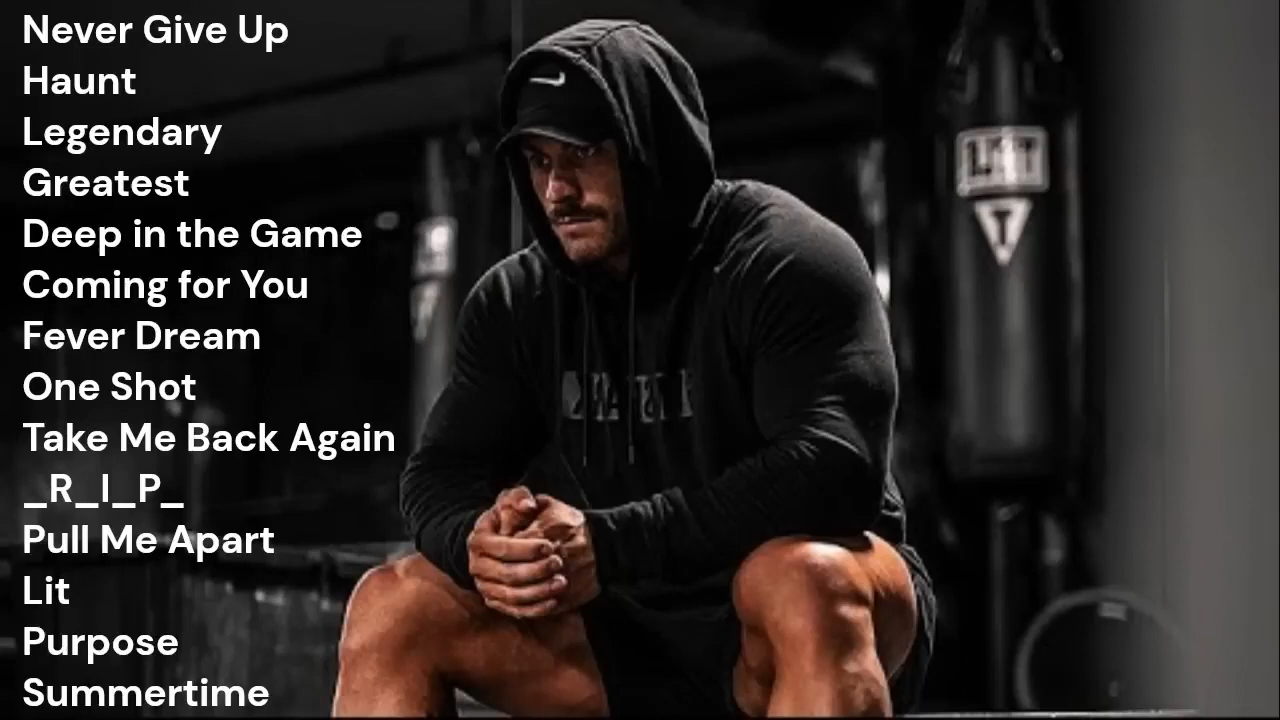 Never Give Up
Haunt
Legendary
Greatest
Deep in the Game
Coming for You
Fever Dream
One Shot
Take Me Back Again
_R_I_P_
Pull Me Apart
Lit
Purpose
Summertime